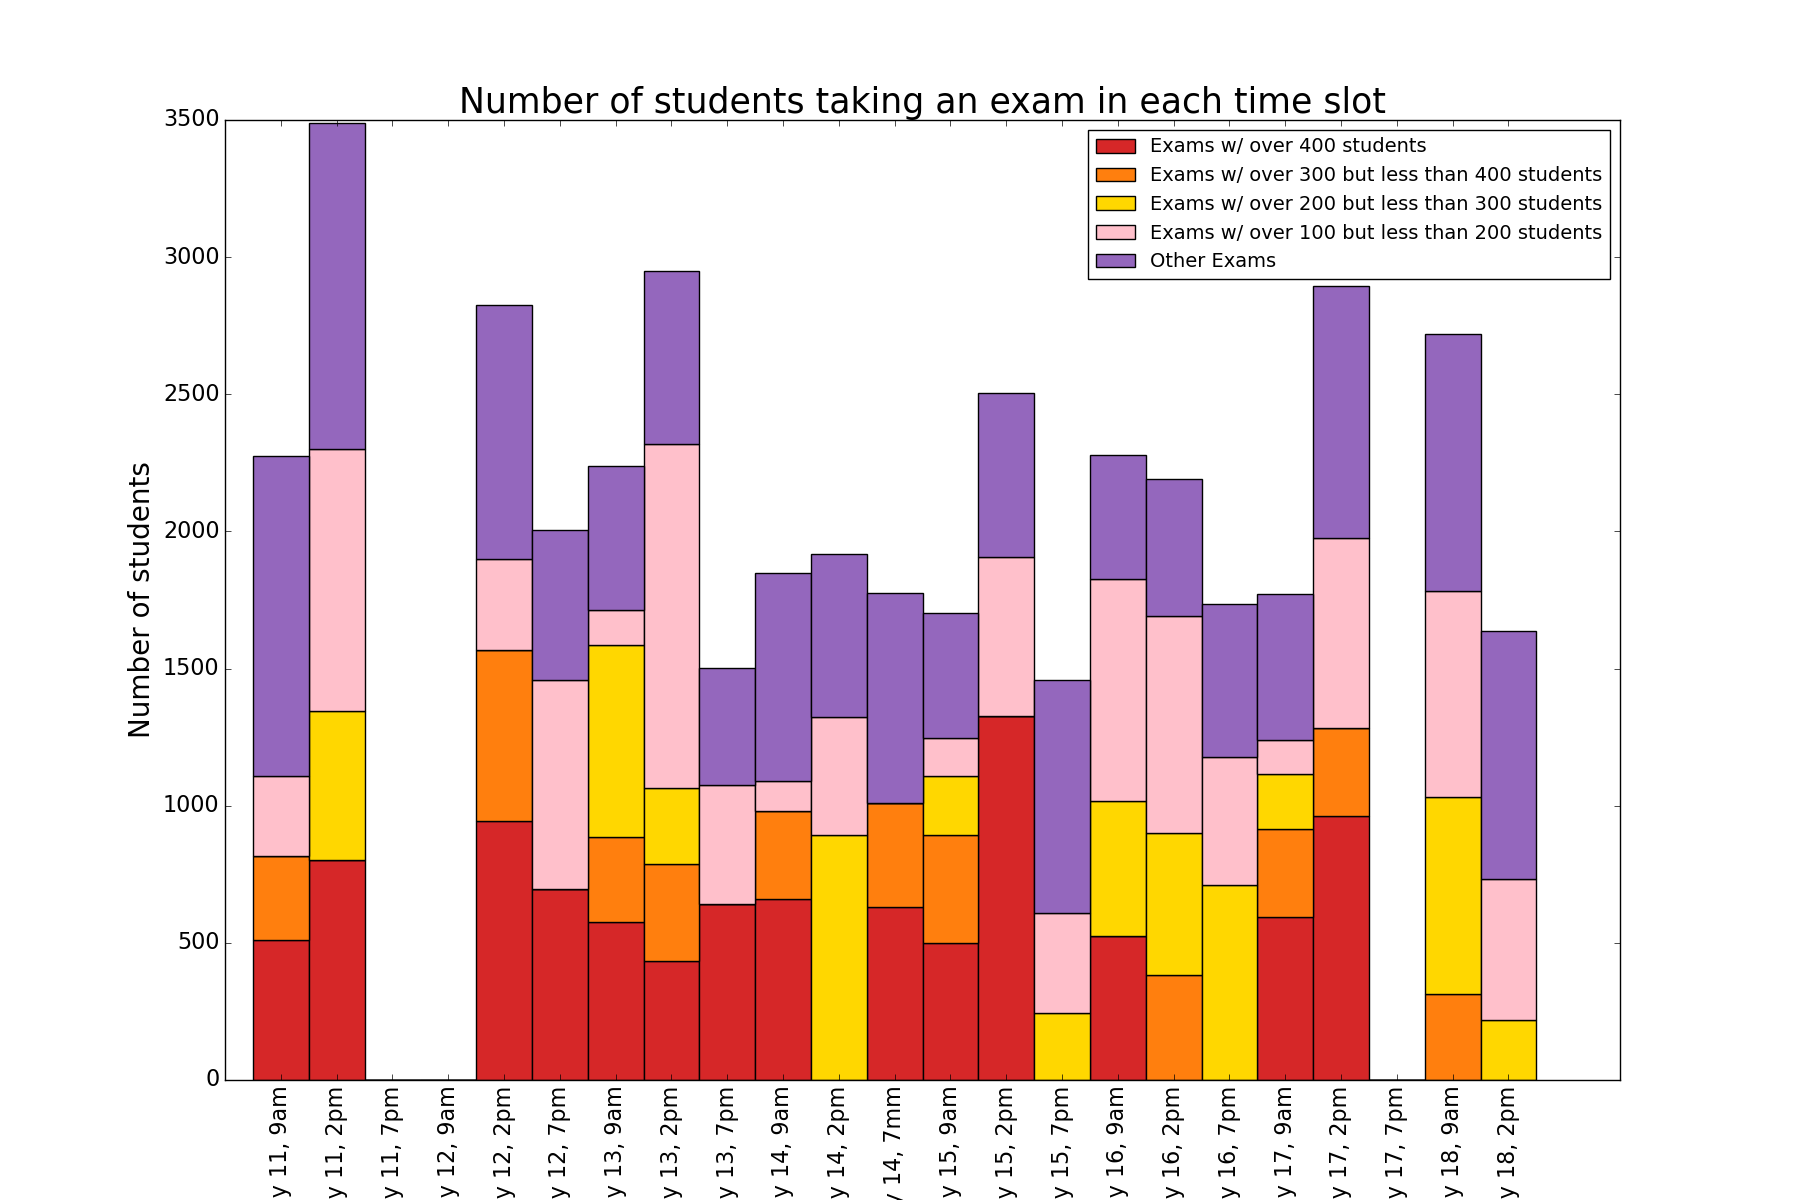 Number of students taking an exam in each time slot
Exams w/ over 400 students
Exams w/ over 300 but less than 400 students
Exams w/ over 200 but less than 300 students
Exams w/ over 100 but less than 200 students
Other Exams
Number of students
3500
3000
2500
2000
1500
1000
500
0
y 11, 9am
y 11, 2pm
y 11, 7pm
y 12, 9am
y 12, 2pm
y 12, 7pm
y 13, 9am
y 13, 2pm
y 13, 7pm
y 14, 9am
y 14, 2pm
y 14, 7mm
y 15, 9am
y 15, 2pm
y 15, 7pm
y 16, 9am
y 16, 2pm
y 16, 7pm
y 17, 9am
y 17, 2pm
y 17, 7pm
y 18, 9am
y 18, 2pm